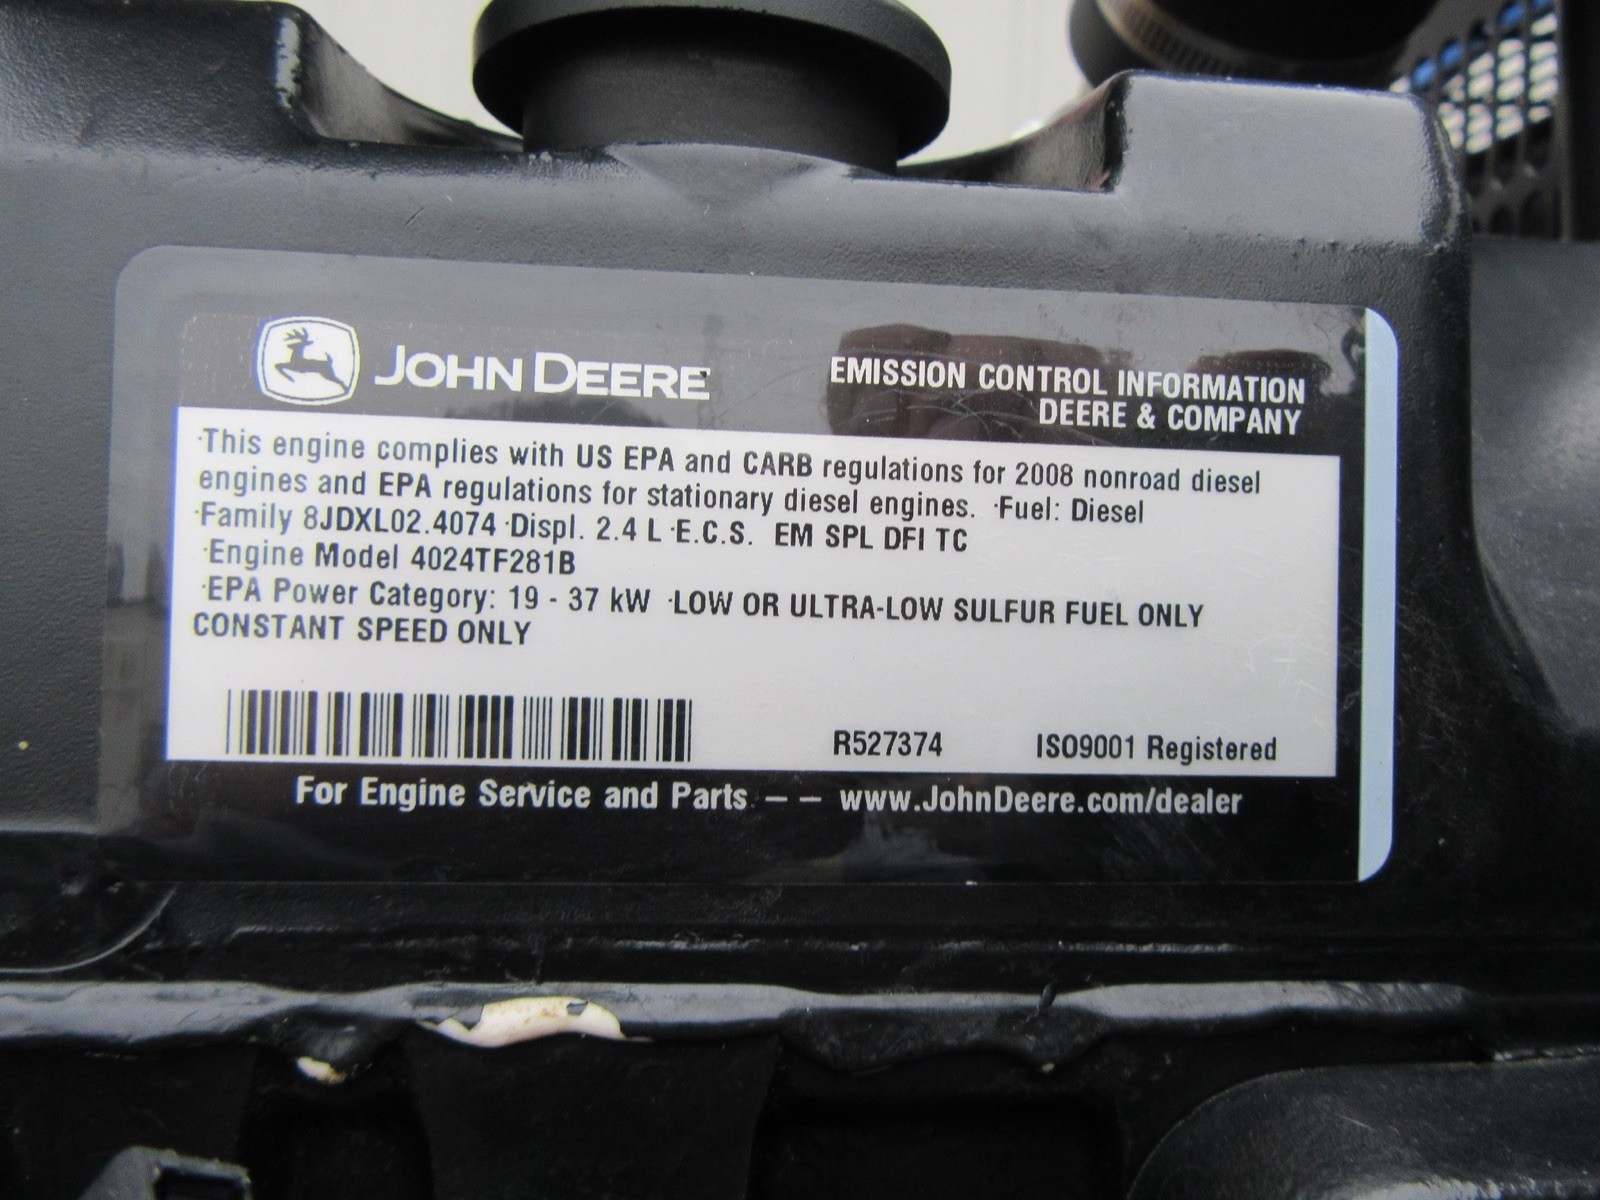 JOHN DEERE
EMISSION CONTROL INFORMATION
DEERE & COMPANY
·This engine complies with US EPA and CARB regulations for 2008 nonroad diesel
engines and EPA regulations for stationary diesel engines. ·Fuel: Diesel
·Family 8JDXL02.4074 ·Displ. 2.4 L ·E.C.S. EM SPL DFI TC
·Engine Model 4024TF281B
·EPA Power Category: 19 - 37 kW ·LOW OR ULTRA-LOW SULFUR FUEL ONLY
CONSTANT SPEED ONLY
R527374 ISO9001 Registered
For Engine Service and Parts – – www.JohnDeere.com/dealer